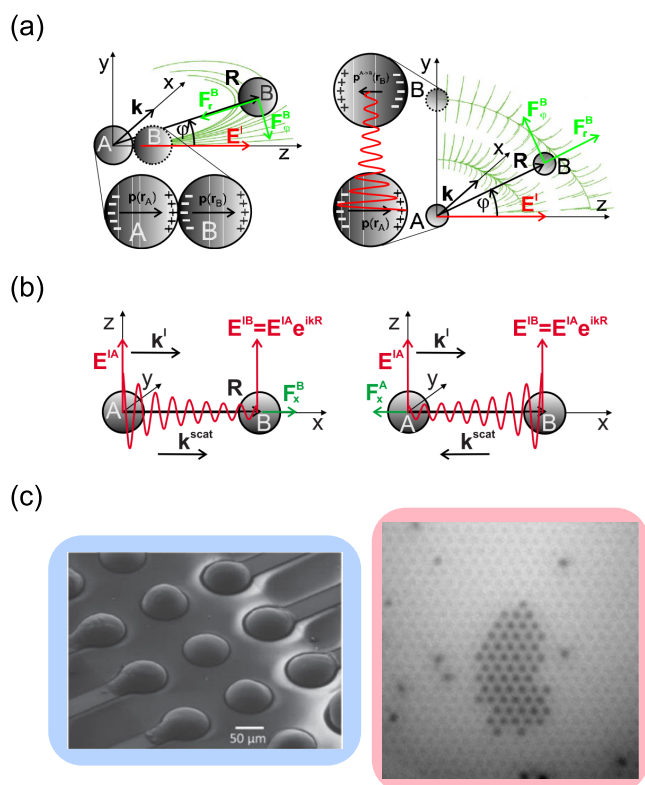 (a)
y
x
k
R
B
A
B
φ
F_r^B
F_φ^B
E^I
z
p(r_A)
p(r_B)
A
B
y
p^{A→B}(r_B)
B
F_φ^B
F_r^B
x
R
B
k
φ
E^I
z
A
p(r_A)
(b)
z
k^I
E^{IB}=E^{IA}e^{ikR}
E^{IA}
y
R
F_x^B
A
B
x
k^{scat}
z
k^I
E^{IB}=E^{IA}e^{ikR}
E^{IA}
F_x^A
y
A
B
x
k^{scat}
(c)
50 μm